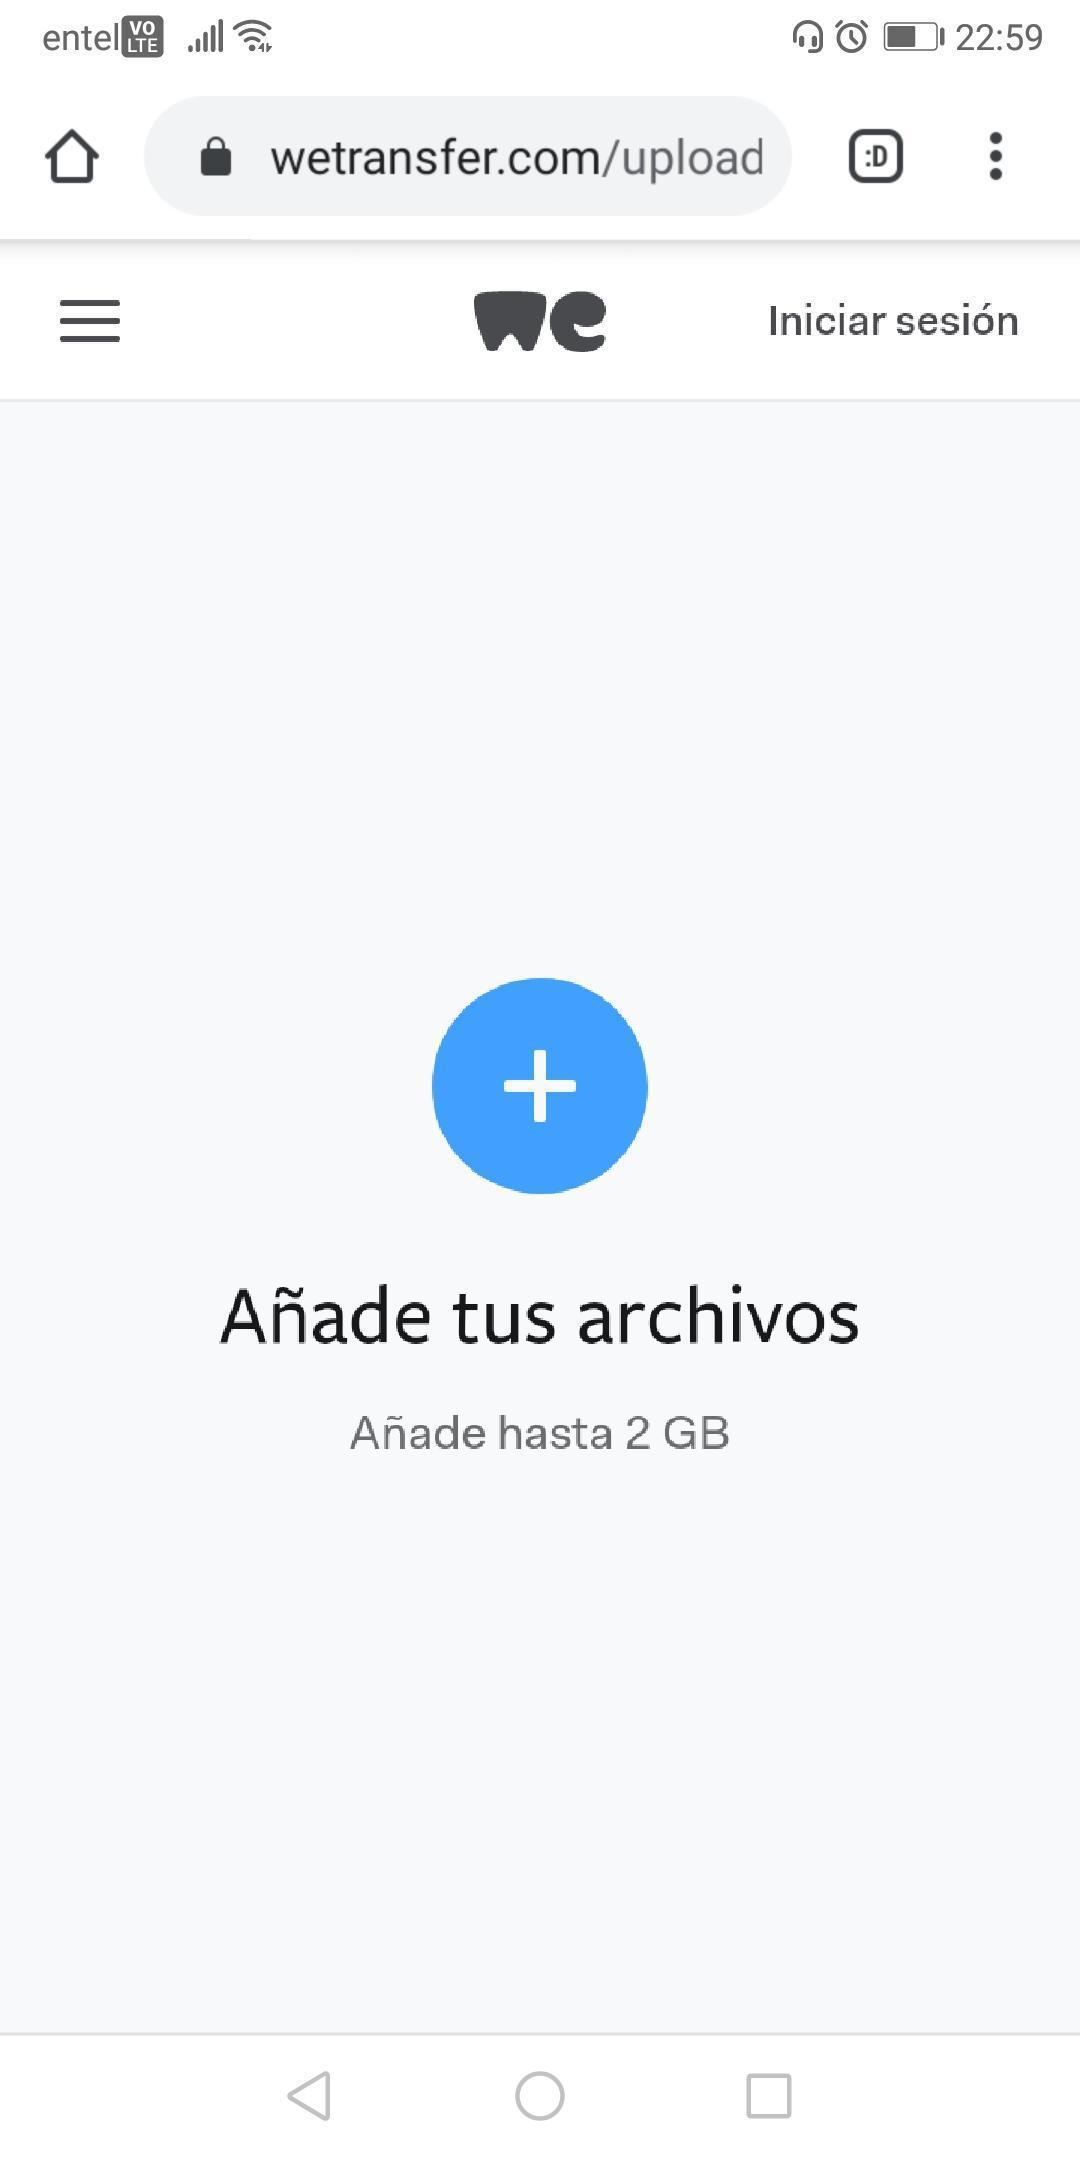 entel VO LTE 22:59
wetransfer.com/upload :D
we Iniciar sesión
Añade tus archivos
Añade hasta 2 GB